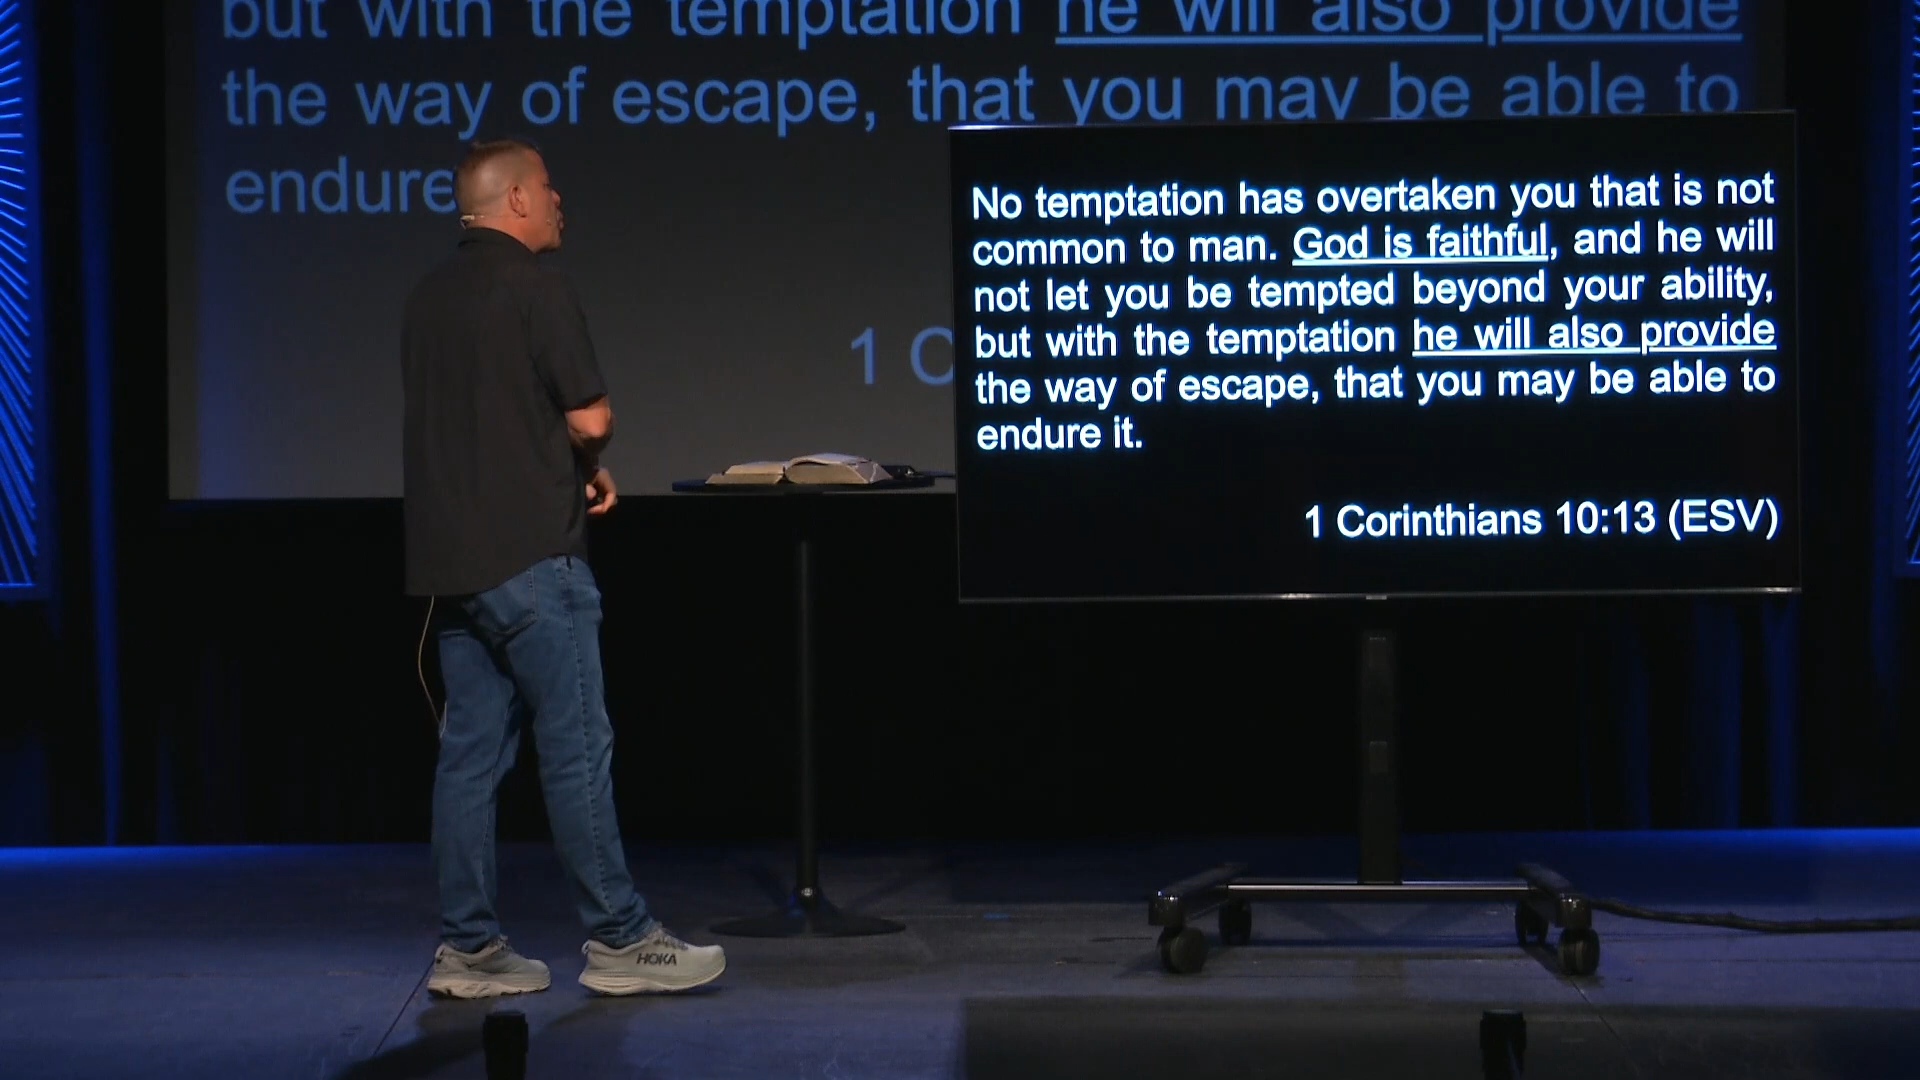 but with the temptation he will also provide
the way of escape, that you may be able to
endure
1 C
No temptation has overtaken you that is not
common to man. God is faithful, and he will
not let you be tempted beyond your ability,
but with the temptation he will also provide
the way of escape, that you may be able to
endure it.
1 Corinthians 10:13 (ESV)
HOKA